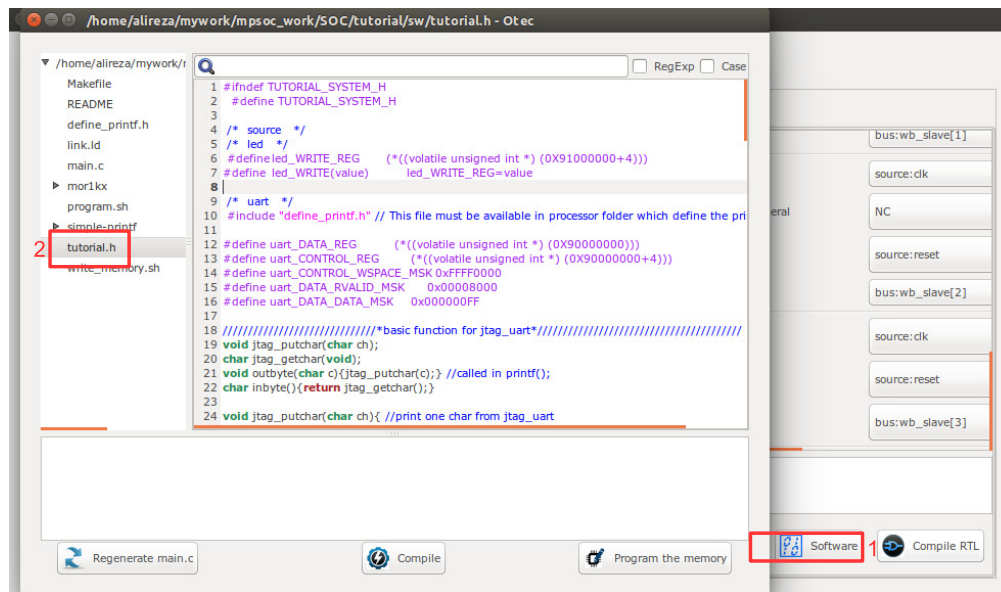 /home/alireza/mywork/mpsoc_work/SOC/tutorial/sw/tutorial.h - Otec
/home/alireza/mywork/r
Makefile
README
define_printf.h
link.ld
main.c
mor1kx
program.sh
simple-printf
2
tutorial.h
write_memory.sh
RegExp
Case
1 #ifndef TUTORIAL_SYSTEM_H
2 #define TUTORIAL_SYSTEM_H
3
4 /* source */
5 /* led */
6 #define led_WRITE_REG (*((volatile unsigned int *) (0X91000000+4)))
7 #define led_WRITE(value) led_WRITE_REG=value
8
9 /* uart */
10 #include "define_printf.h" // This file must be available in processor folder which define the pri
11
12 #define uart_DATA_REG (*((volatile unsigned int *) (0X90000000)))
13 #define uart_CONTROL_REG (*((volatile unsigned int *) (0X90000000+4)))
14 #define uart_CONTROL_WSPACE_MSK 0xFFFF0000
15 #define uart_DATA_RVALID_MSK 0x00008000
16 #define uart_DATA_DATA_MSK 0x000000FF
17
18 //////////////////////////////*basic function for jtag_uart*////////////////////////////////////////
19 void jtag_putchar(char ch);
20 char jtag_getchar(void);
21 void outbyte(char c){jtag_putchar(c);} //called in printf();
22 char inbyte(){return jtag_getchar();}
23
24 void jtag_putchar(char ch){ //print one char from jtag_uart
bus:wb_slave[1]
source:clk
eral
NC
source:reset
bus:wb_slave[2]
source:clk
source:reset
bus:wb_slave[3]
Regenerate main.c
Compile
Program the memory
Software
1
Compile RTL